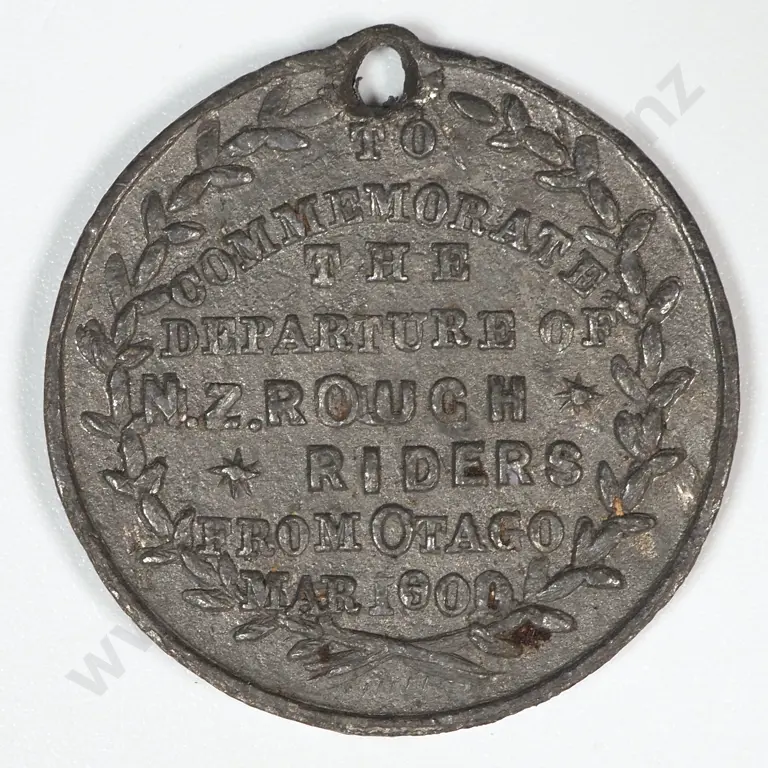 TO
COMMEMORATE
THE
DEPARTURE OF
N.Z. ROUGH
RIDERS
FROM OTAGO
MAR 1900